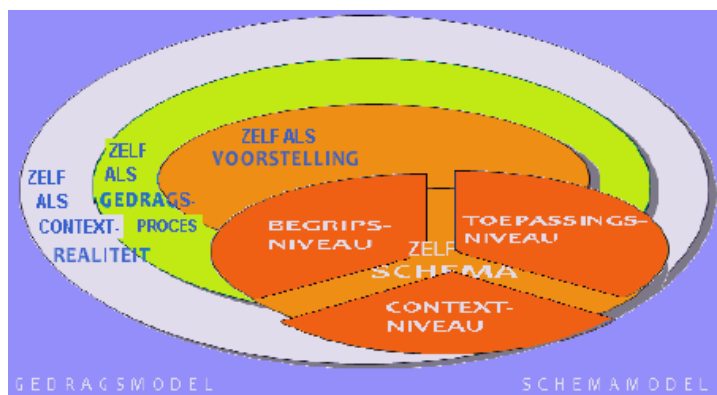 ZELF ALS
VOORSTELLING
ZELF
ALS
GEDRAGS-
PROCES
ZELF
ALS
CONTEXT-
REALITEIT
BEGRIPS-
NIVEAU
TOEPASSINGS-
NIVEAU
ZELF
SCHEMA
CONTEXT-
NIVEAU
GEDRAGSMODEL
SCHEMAMODEL